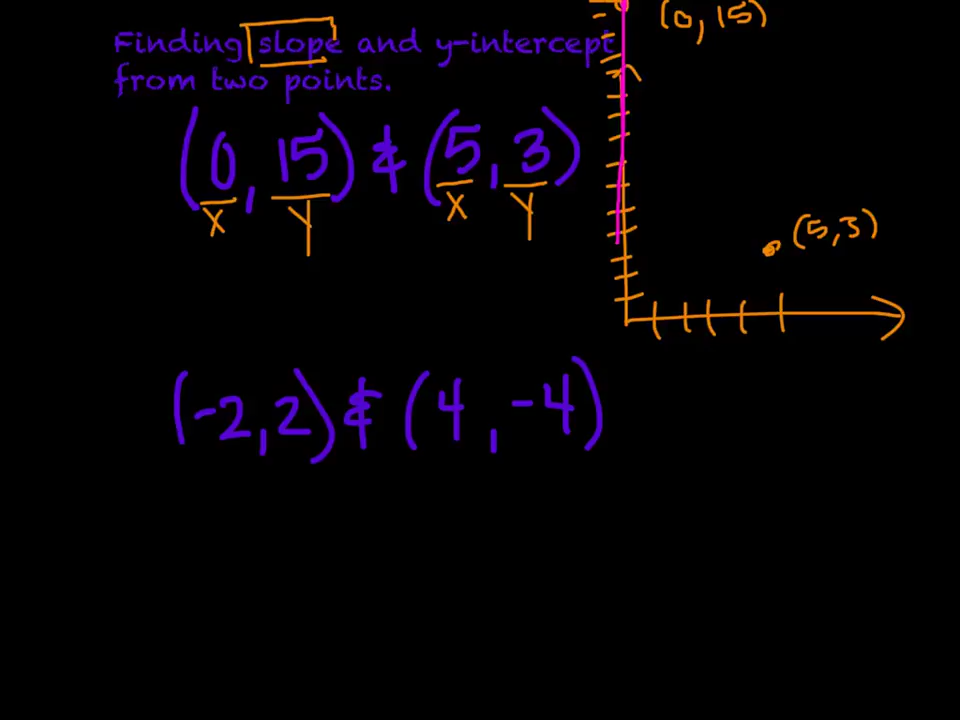 Finding slope and y-intercept
from two points.
(0, 15)
(0, 15) & (5, 3)
X Y X Y
(5,3)
(-2, 2) & (4, -4)